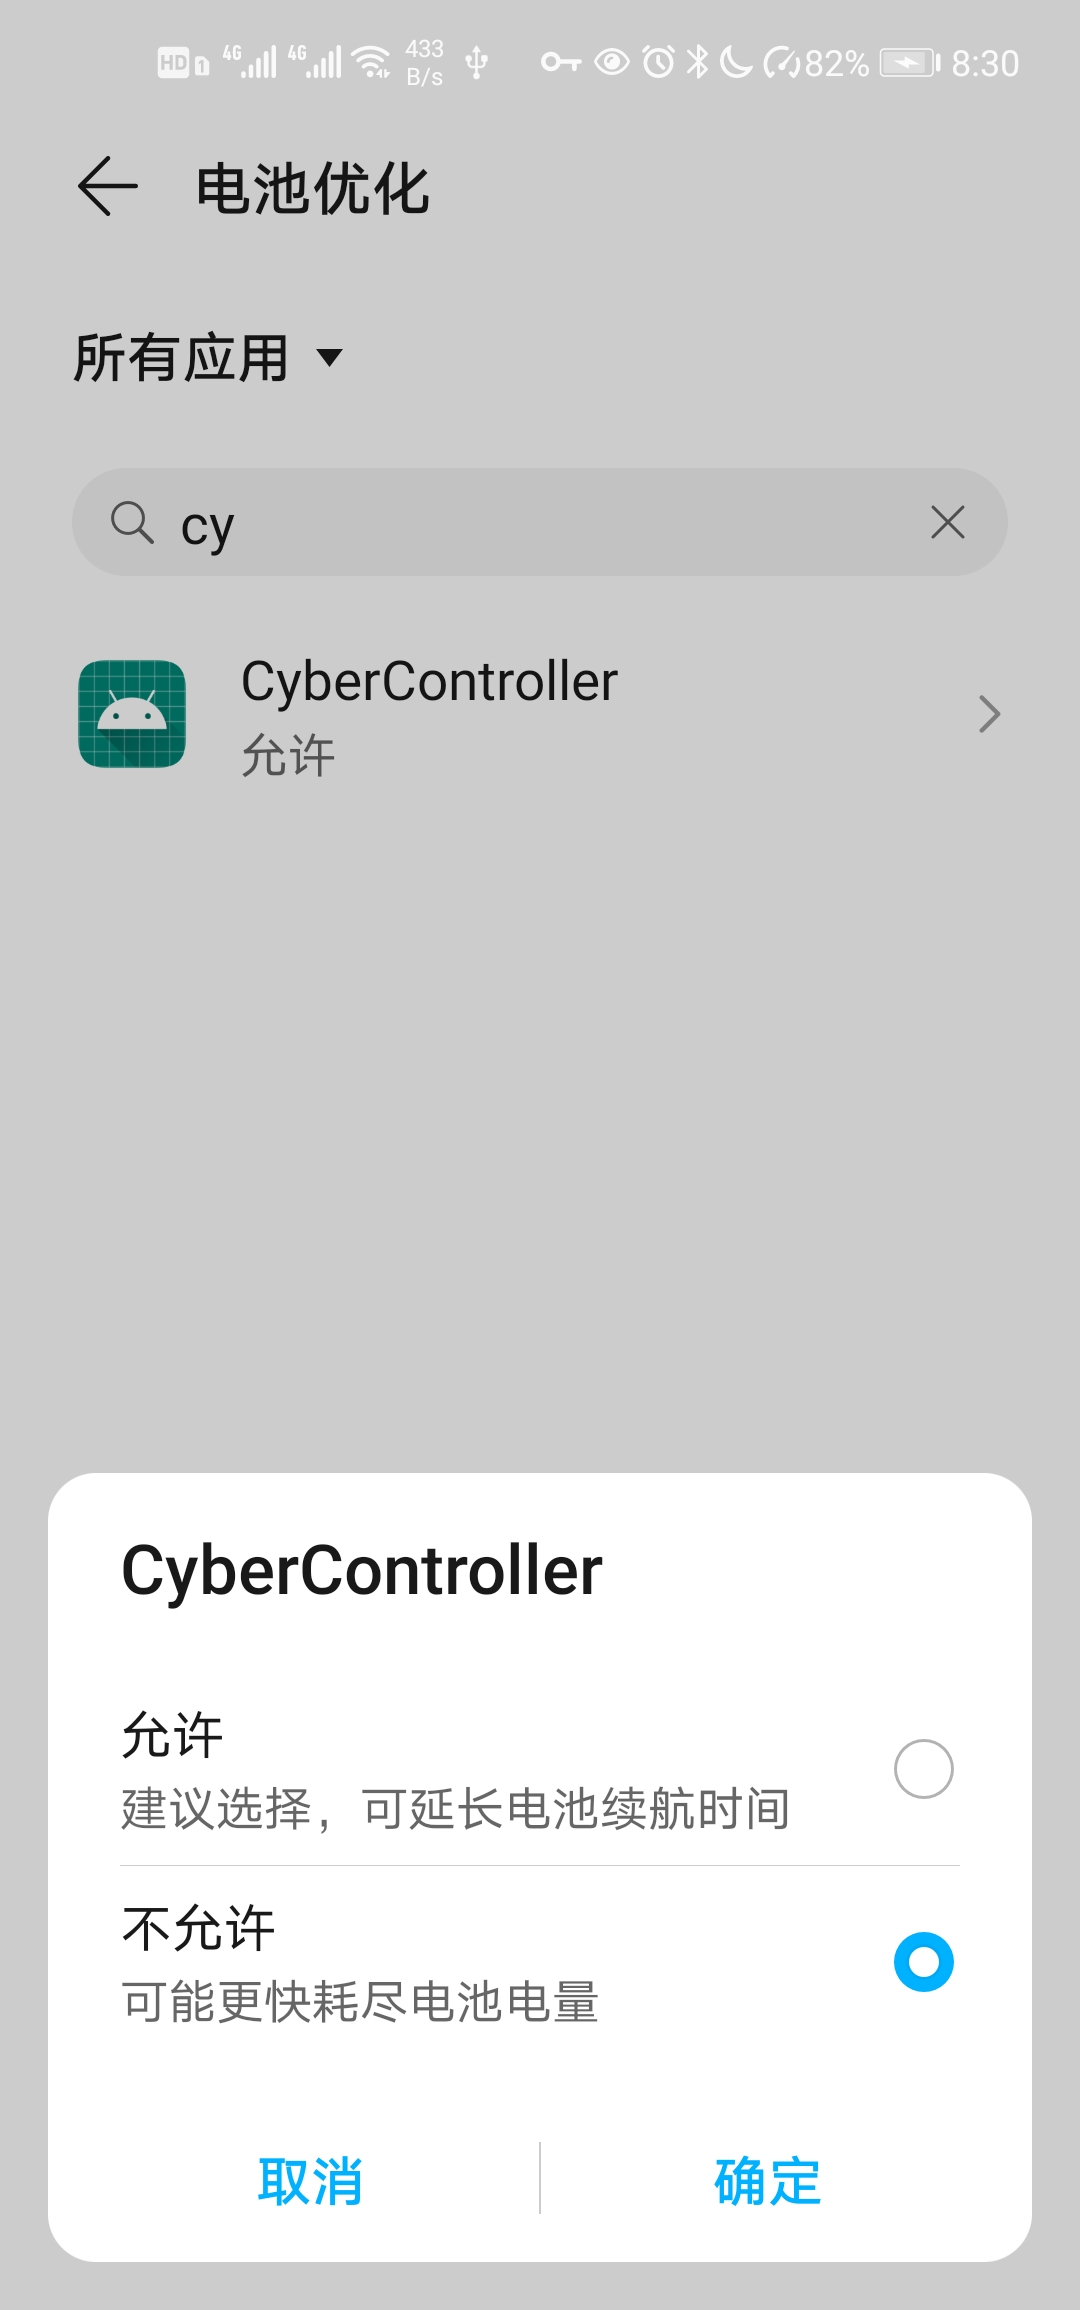 HD 1 4G 4G 433 B/s 82% 8:30
电池优化
所有应用
cy
CyberController
允许
CyberController
允许
建议选择，可延长电池续航时间
不允许
可能更快耗尽电池电量
取消 确定